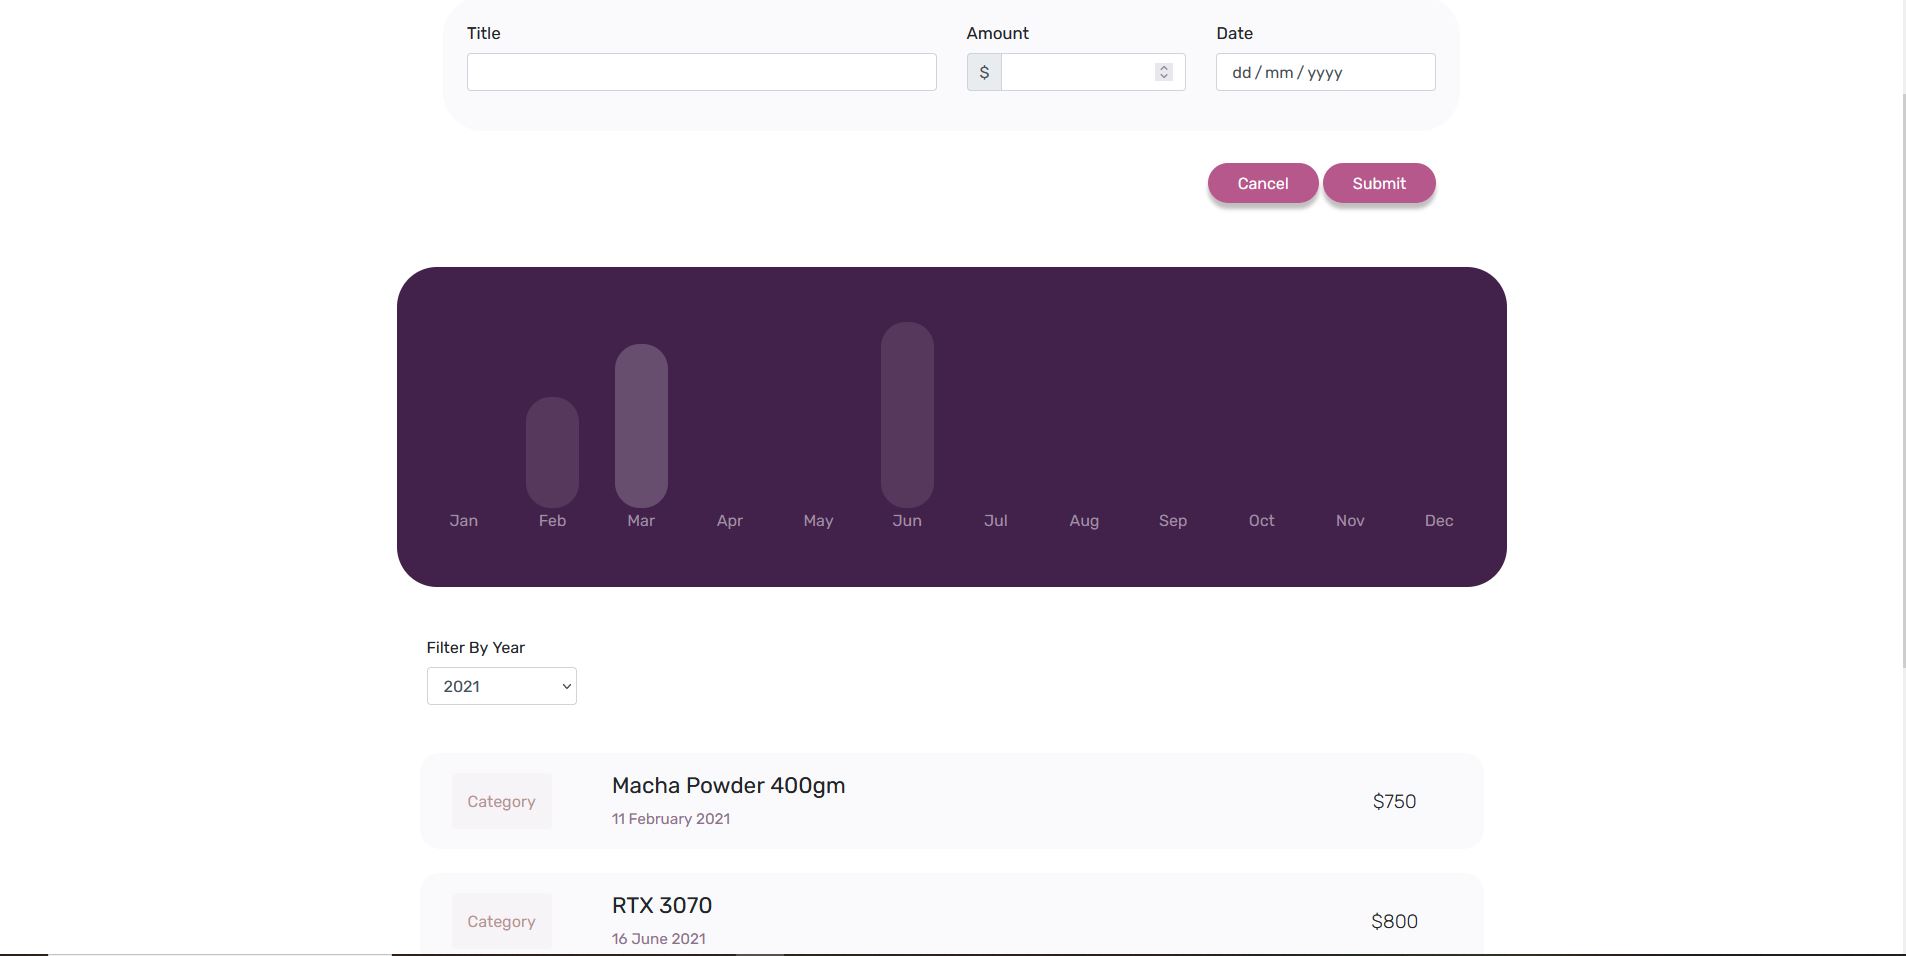 Title Amount Date
$ dd / mm / yyyy
Cancel Submit
Jan Feb Mar Apr May Jun Jul Aug Sep Oct Nov Dec
Filter By Year
2021
Category Macha Powder 400gm $750
11 February 2021
Category RTX 3070 $800
16 June 2021